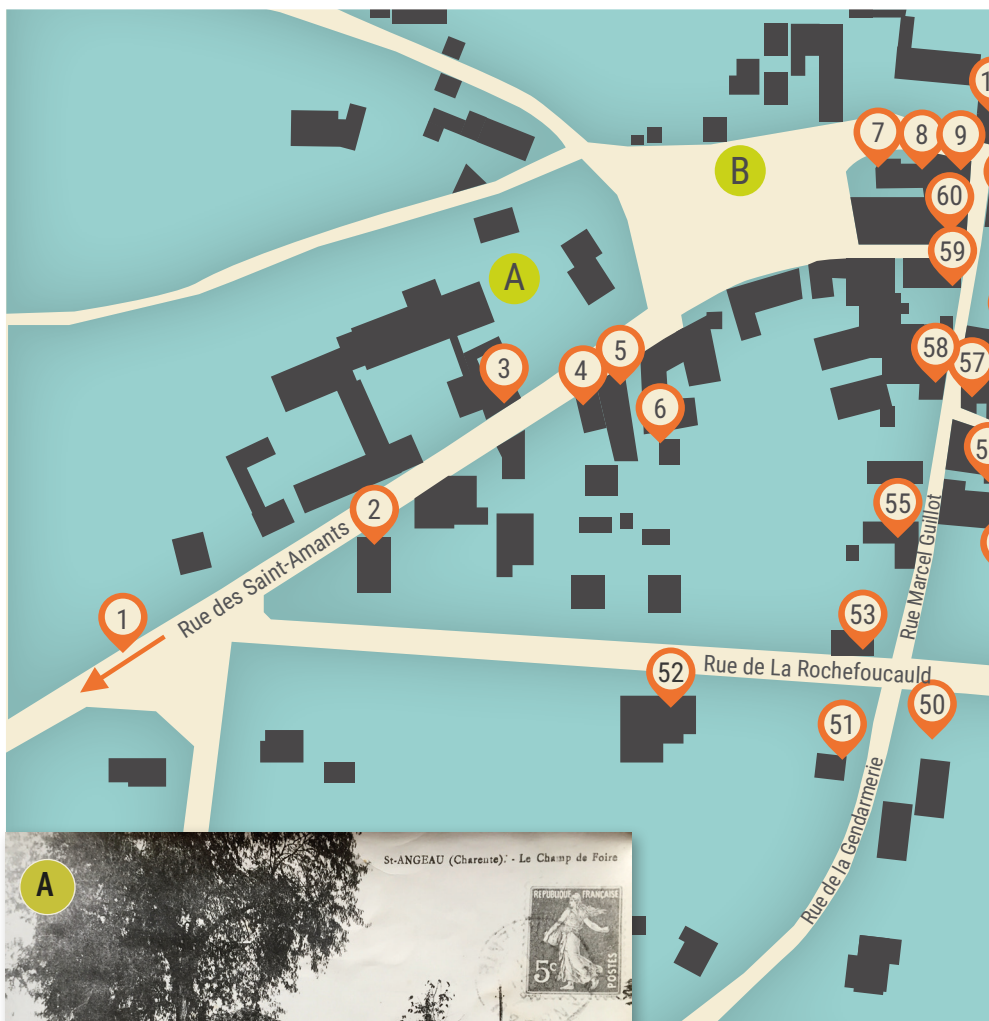 1
7
8
9
B
60
A
59
5
58
57
3
4
6
5
55
2
Rue des Saint-Amants
Rue Marcel Guillot
1
53
Rue de La Rochefoucauld
52
50
51
Rue de la Gendarmerie
A
St-ANGEAU (Charente). - Le Champ de Foire
REPUBLIQUE FRANÇAISE
5c
POSTES